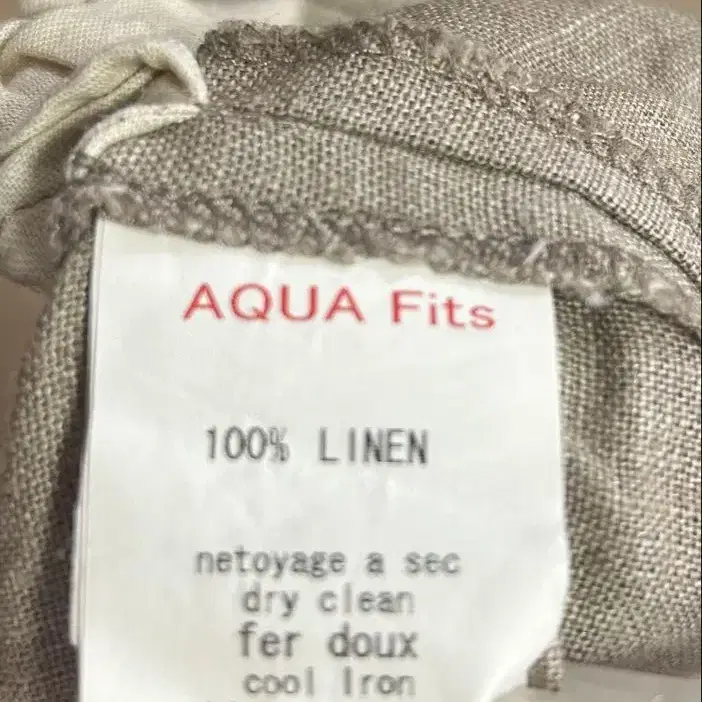 AQUA Fits
100% LINEN
netoyage a sec
dry clean
fer doux
cool Iron